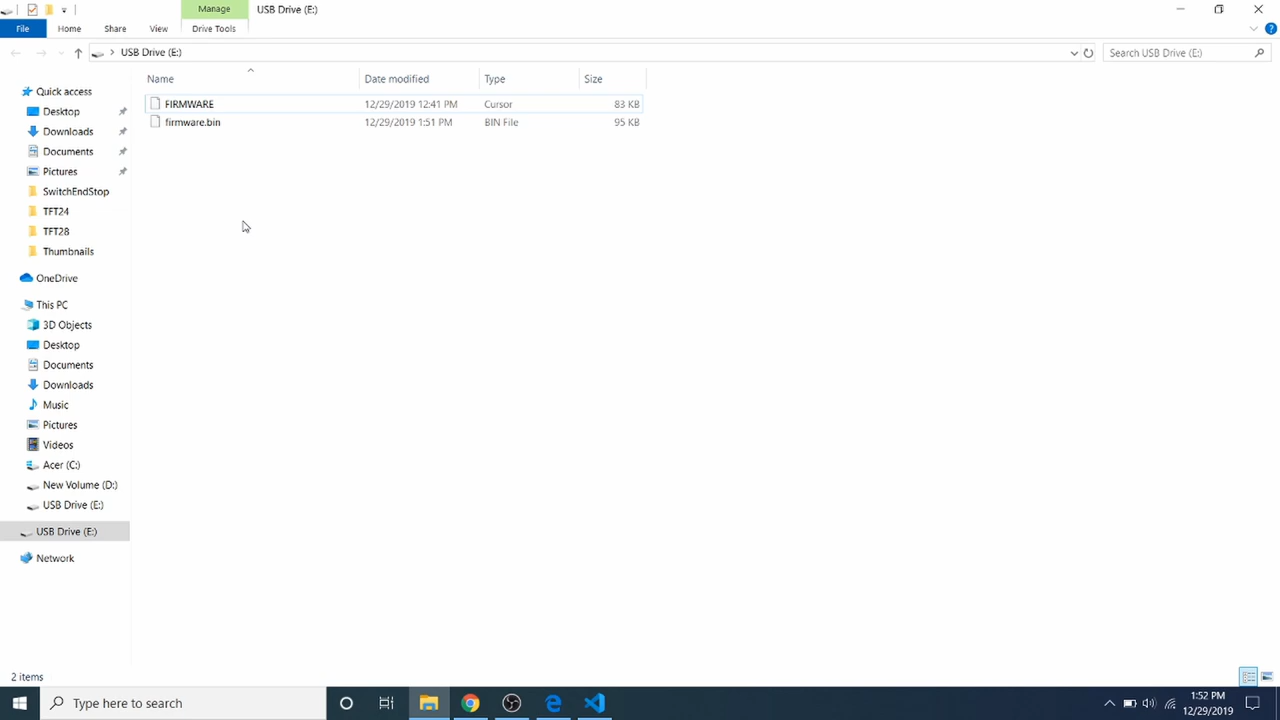 Manage
USB Drive (E:)
File
Home
Share
View
Drive Tools
USB Drive (E:)
Search USB Drive (E:)
Name
Date modified
Type
Size
FIRMWARE
12/29/2019 12:41 PM
Cursor
83 KB
firmware.bin
12/29/2019 1:51 PM
BIN File
95 KB
Quick access
Desktop
Downloads
Documents
Pictures
SwitchEndStop
TFT24
TFT28
Thumbnails
OneDrive
This PC
3D Objects
Desktop
Documents
Downloads
Music
Pictures
Videos
Acer (C:)
New Volume (D:)
USB Drive (E:)
USB Drive (E:)
Network
2 items
Type here to search
1:52 PM
12/29/2019